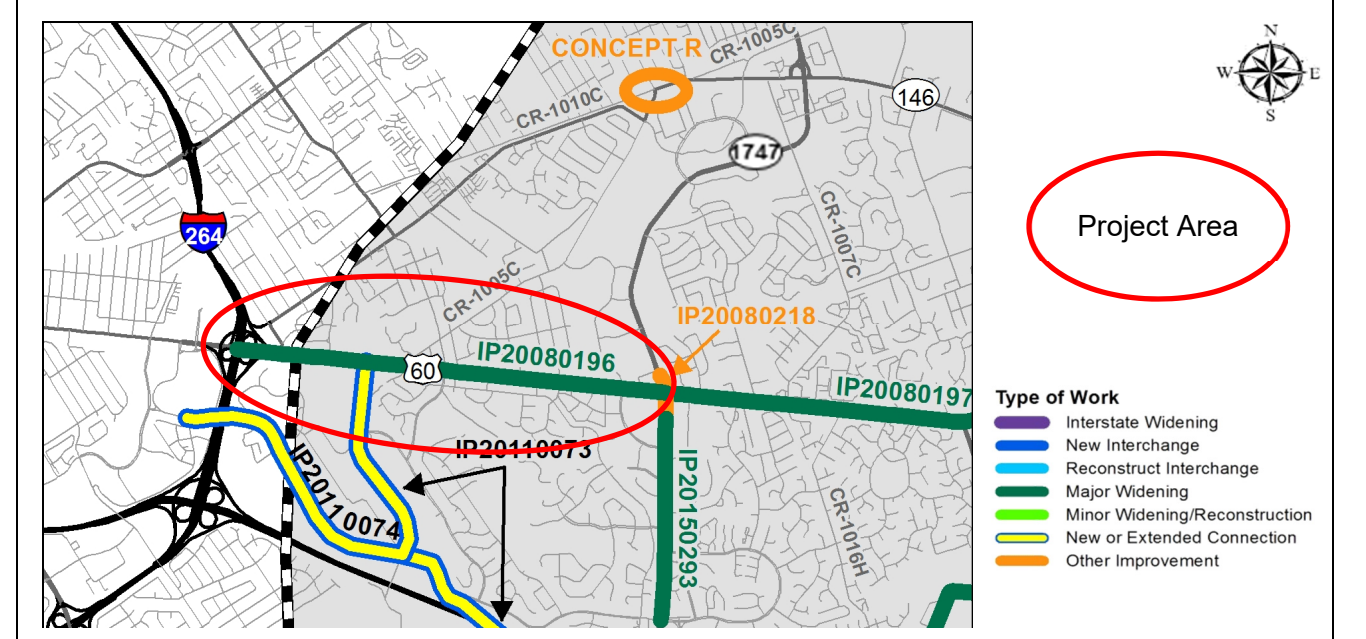 CONCEPT R
CR-1005C
CR-1010C
146
1747
CR-1007C
264
CR-1005C
IP20080218
IP20080196
60
IP20080197
IP20110073
IP20110074
IP20150293
CR-1016H
N
W
E
S
Project Area
Type of Work
Interstate Widening
New Interchange
Reconstruct Interchange
Major Widening
Minor Widening/Reconstruction
New or Extended Connection
Other Improvement